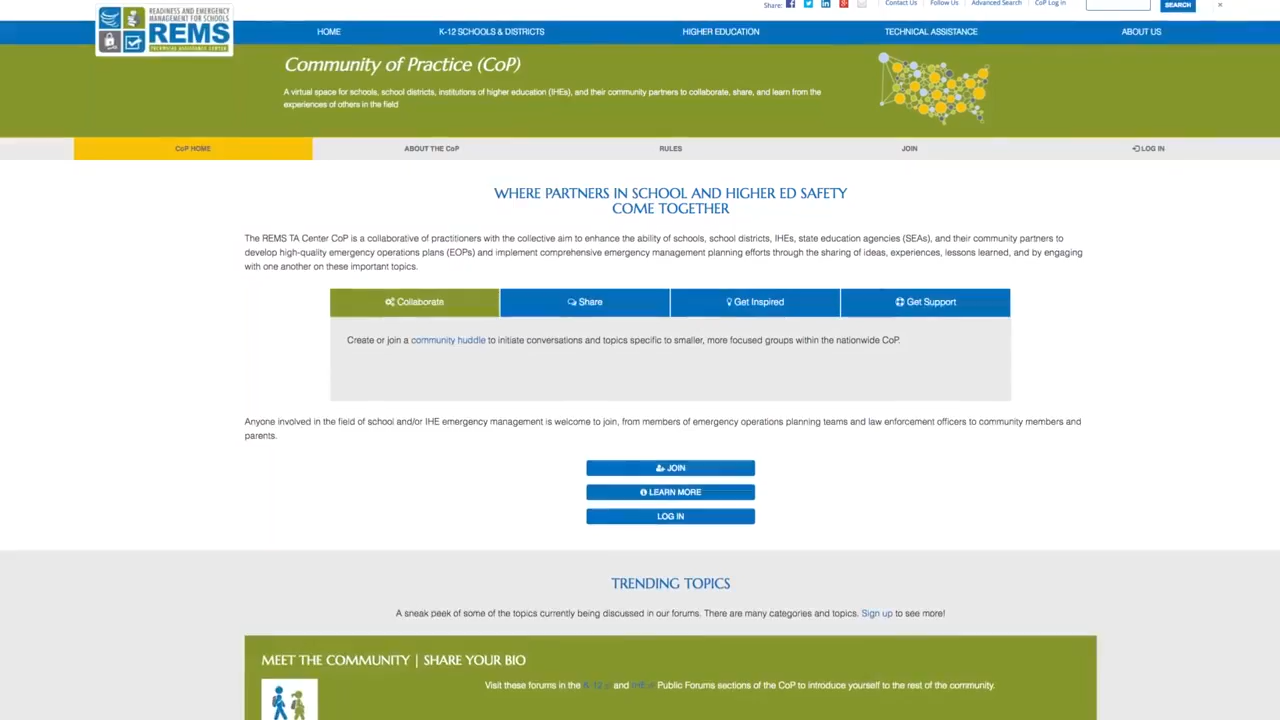 Share:
Contact Us
Follow Us
Advanced Search
CoP Log in
SEARCH
READINESS AND EMERGENCY
MANAGEMENT FOR SCHOOLS
REMS
TECHNICAL ASSISTANCE CENTER
HOME
K-12 SCHOOLS & DISTRICTS
HIGHER EDUCATION
TECHNICAL ASSISTANCE
ABOUT US
Community of Practice (CoP)
A virtual space for schools, school districts, institutions of higher education (IHEs), and their community partners to collaborate, share, and learn from the
experiences of others in the field
CoP HOME
ABOUT THE CoP
RULES
JOIN
LOG IN
WHERE PARTNERS IN SCHOOL AND HIGHER ED SAFETY
COME TOGETHER
The REMS TA Center CoP is a collaborative of practitioners with the collective aim to enhance the ability of schools, school districts, IHEs, state education agencies (SEAs), and their community partners to
develop high-quality emergency operations plans (EOPs) and implement comprehensive emergency management planning efforts through the sharing of ideas, experiences, lessons learned, and by engaging
with one another on these important topics.
Collaborate
Share
Get Inspired
Get Support
Create or join a community huddle to initiate conversations and topics specific to smaller, more focused groups within the nationwide CoP.
Anyone involved in the field of school and/or IHE emergency management is welcome to join, from members of emergency operations planning teams and law enforcement officers to community members and
parents.
JOIN
LEARN MORE
LOG IN
TRENDING TOPICS
A sneak peek of some of the topics currently being discussed in our forums. There are many categories and topics. Sign up to see more!
MEET THE COMMUNITY | SHARE YOUR BIO
Visit these forums in the K-12 and IHE Public Forums sections of the CoP to introduce yourself to the rest of the community.